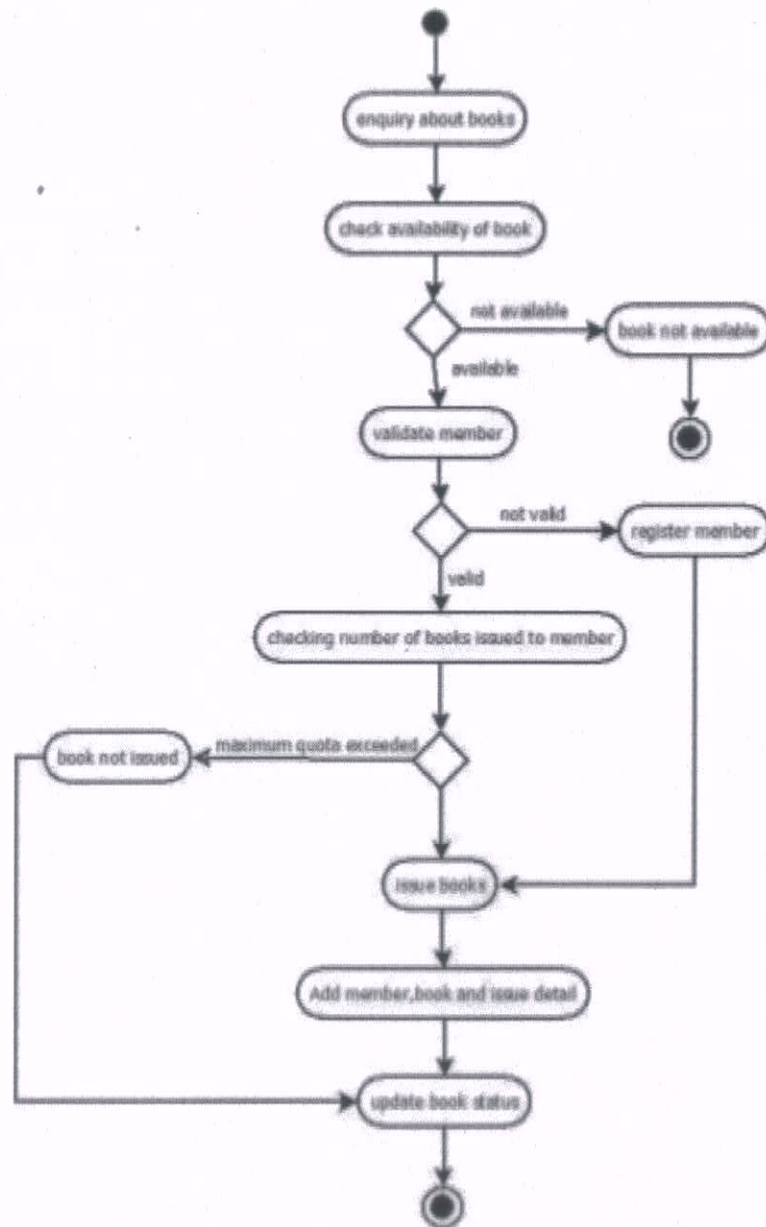 enquiry about books
check availability of book
not available
book not available
available
validate member
not valid
register member
valid
checking number of books issued to member
maximum quota exceeded
book not issued
issue books
Add member,book and issue detail
update book status